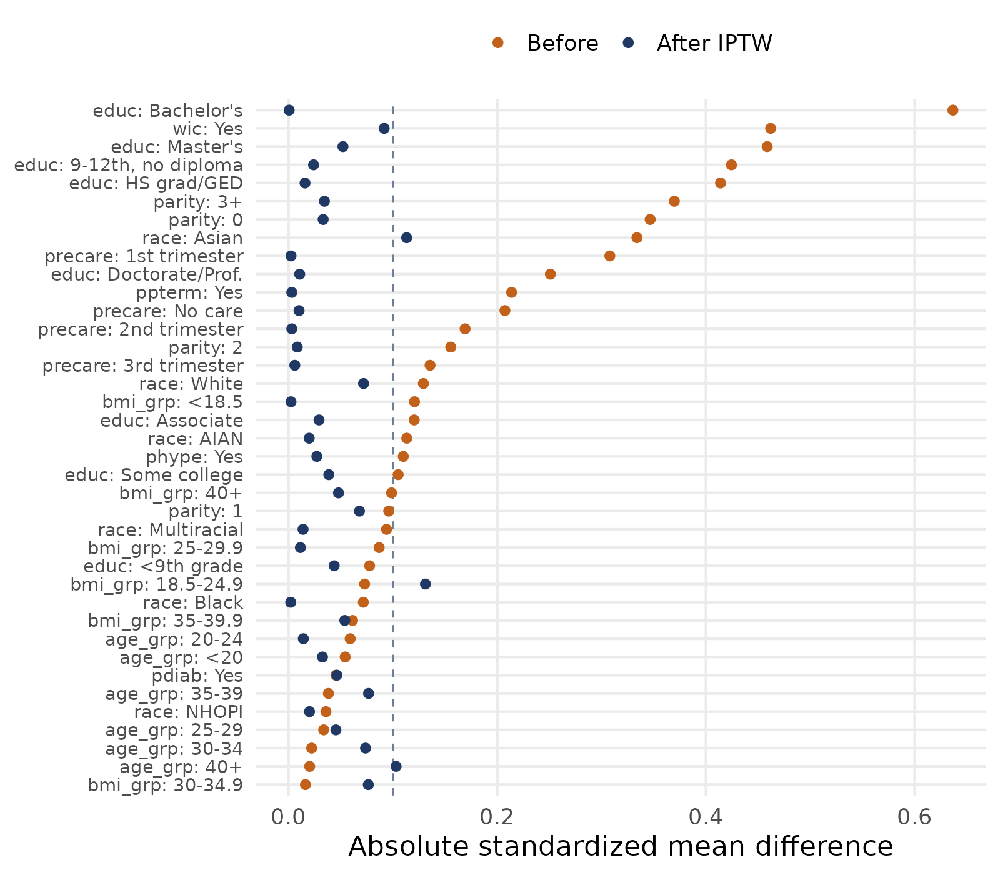 Before After IPTW
educ: Bachelor's
wic: Yes
educ: Master's
educ: 9-12th, no diploma
educ: HS grad/GED
parity: 3+
parity: 0
race: Asian
precare: 1st trimester
educ: Doctorate/Prof.
ppterm: Yes
precare: No care
precare: 2nd trimester
parity: 2
precare: 3rd trimester
race: White
bmi_grp: <18.5
educ: Associate
race: AIAN
phype: Yes
educ: Some college
bmi_grp: 40+
parity: 1
race: Multiracial
bmi_grp: 25-29.9
educ: <9th grade
bmi_grp: 18.5-24.9
race: Black
bmi_grp: 35-39.9
age_grp: 20-24
age_grp: <20
pdiab: Yes
age_grp: 35-39
race: NHOPI
age_grp: 25-29
age_grp: 30-34
age_grp: 40+
bmi_grp: 30-34.9
0.0 0.2 0.4 0.6
Absolute standardized mean difference